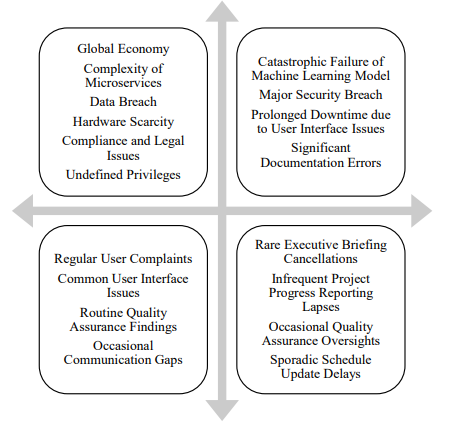 Global Economy
Complexity of
Microservices
Data Breach
Hardware Scarcity
Compliance and Legal
Issues
Undefined Privileges
Catastrophic Failure of
Machine Learning Model
Major Security Breach
Prolonged Downtime due
to User Interface Issues
Significant
Documentation Errors
Regular User Complaints
Common User Interface
Issues
Routine Quality
Assurance Findings
Occasional
Communication Gaps
Rare Executive Briefing
Cancellations
Infrequent Project
Progress Reporting
Lapses
Occasional Quality
Assurance Oversights
Sporadic Schedule
Update Delays